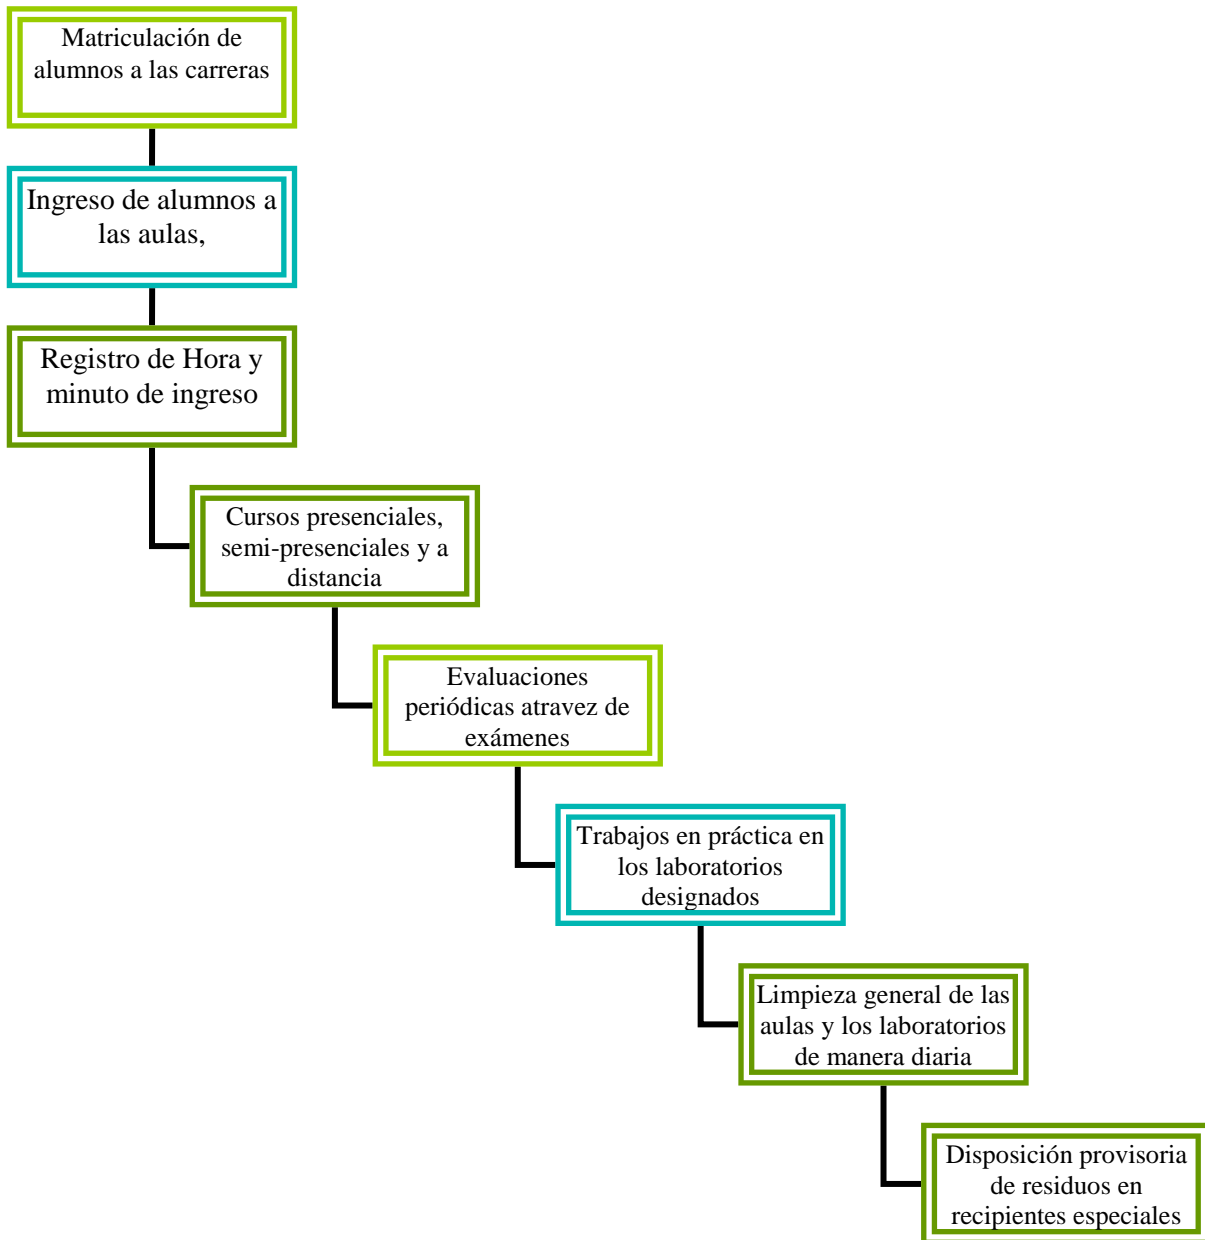 Matriculación de
alumnos a las carreras
Ingreso de alumnos a
las aulas,
Registro de Hora y
minuto de ingreso
Cursos presenciales,
semi-presenciales y a
distancia
Evaluaciones
periódicas atravez de
exámenes
Trabajos en práctica en
los laboratorios
designados
Limpieza general de las
aulas y los laboratorios
de manera diaria
Disposición provisoria
de residuos en
recipientes especiales